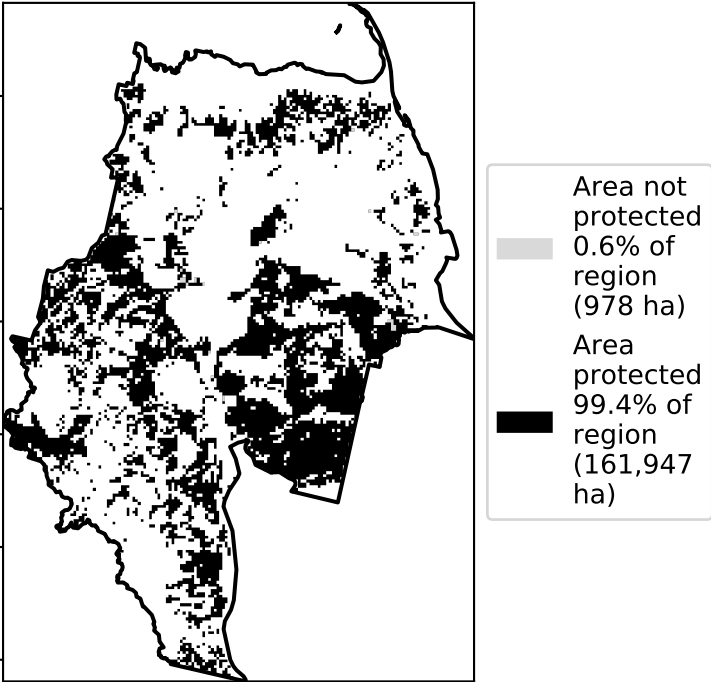 Area not
protected
0.6% of
region
(978 ha)
Area
protected
99.4% of
region
(161,947
ha)